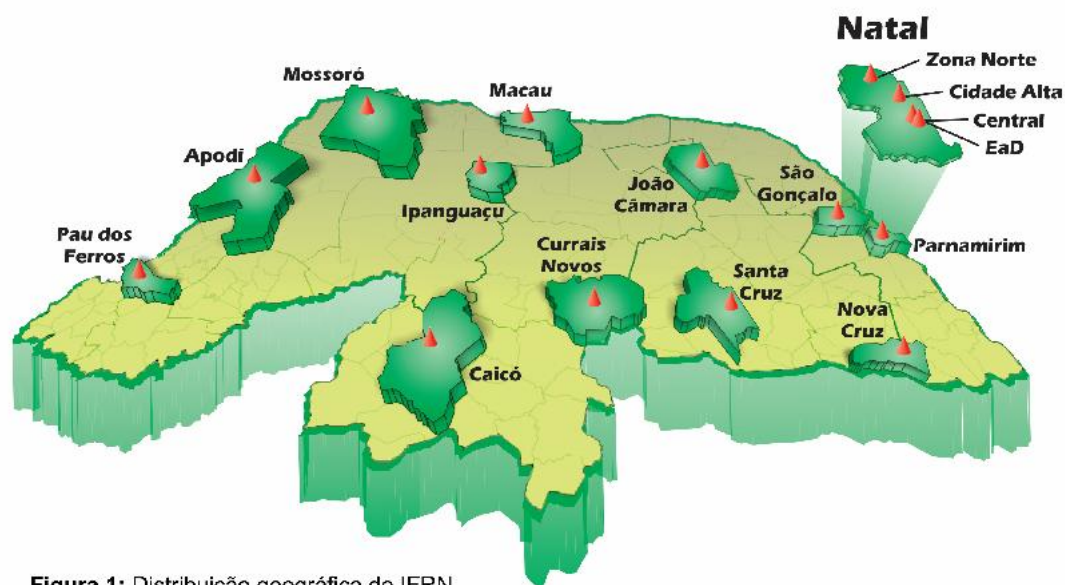 Natal
Zona Norte
Cidade Alta
Central
EaD
Mossoró
Macau
Apodí
Ipanguaçu
João
Câmara
São
Gonçalo
Parnamirim
Pau dos
Ferros
Currais
Novos
Santa
Cruz
Nova
Cruz
Caicó
Figura 1: Distribuição geográfica do IFRN